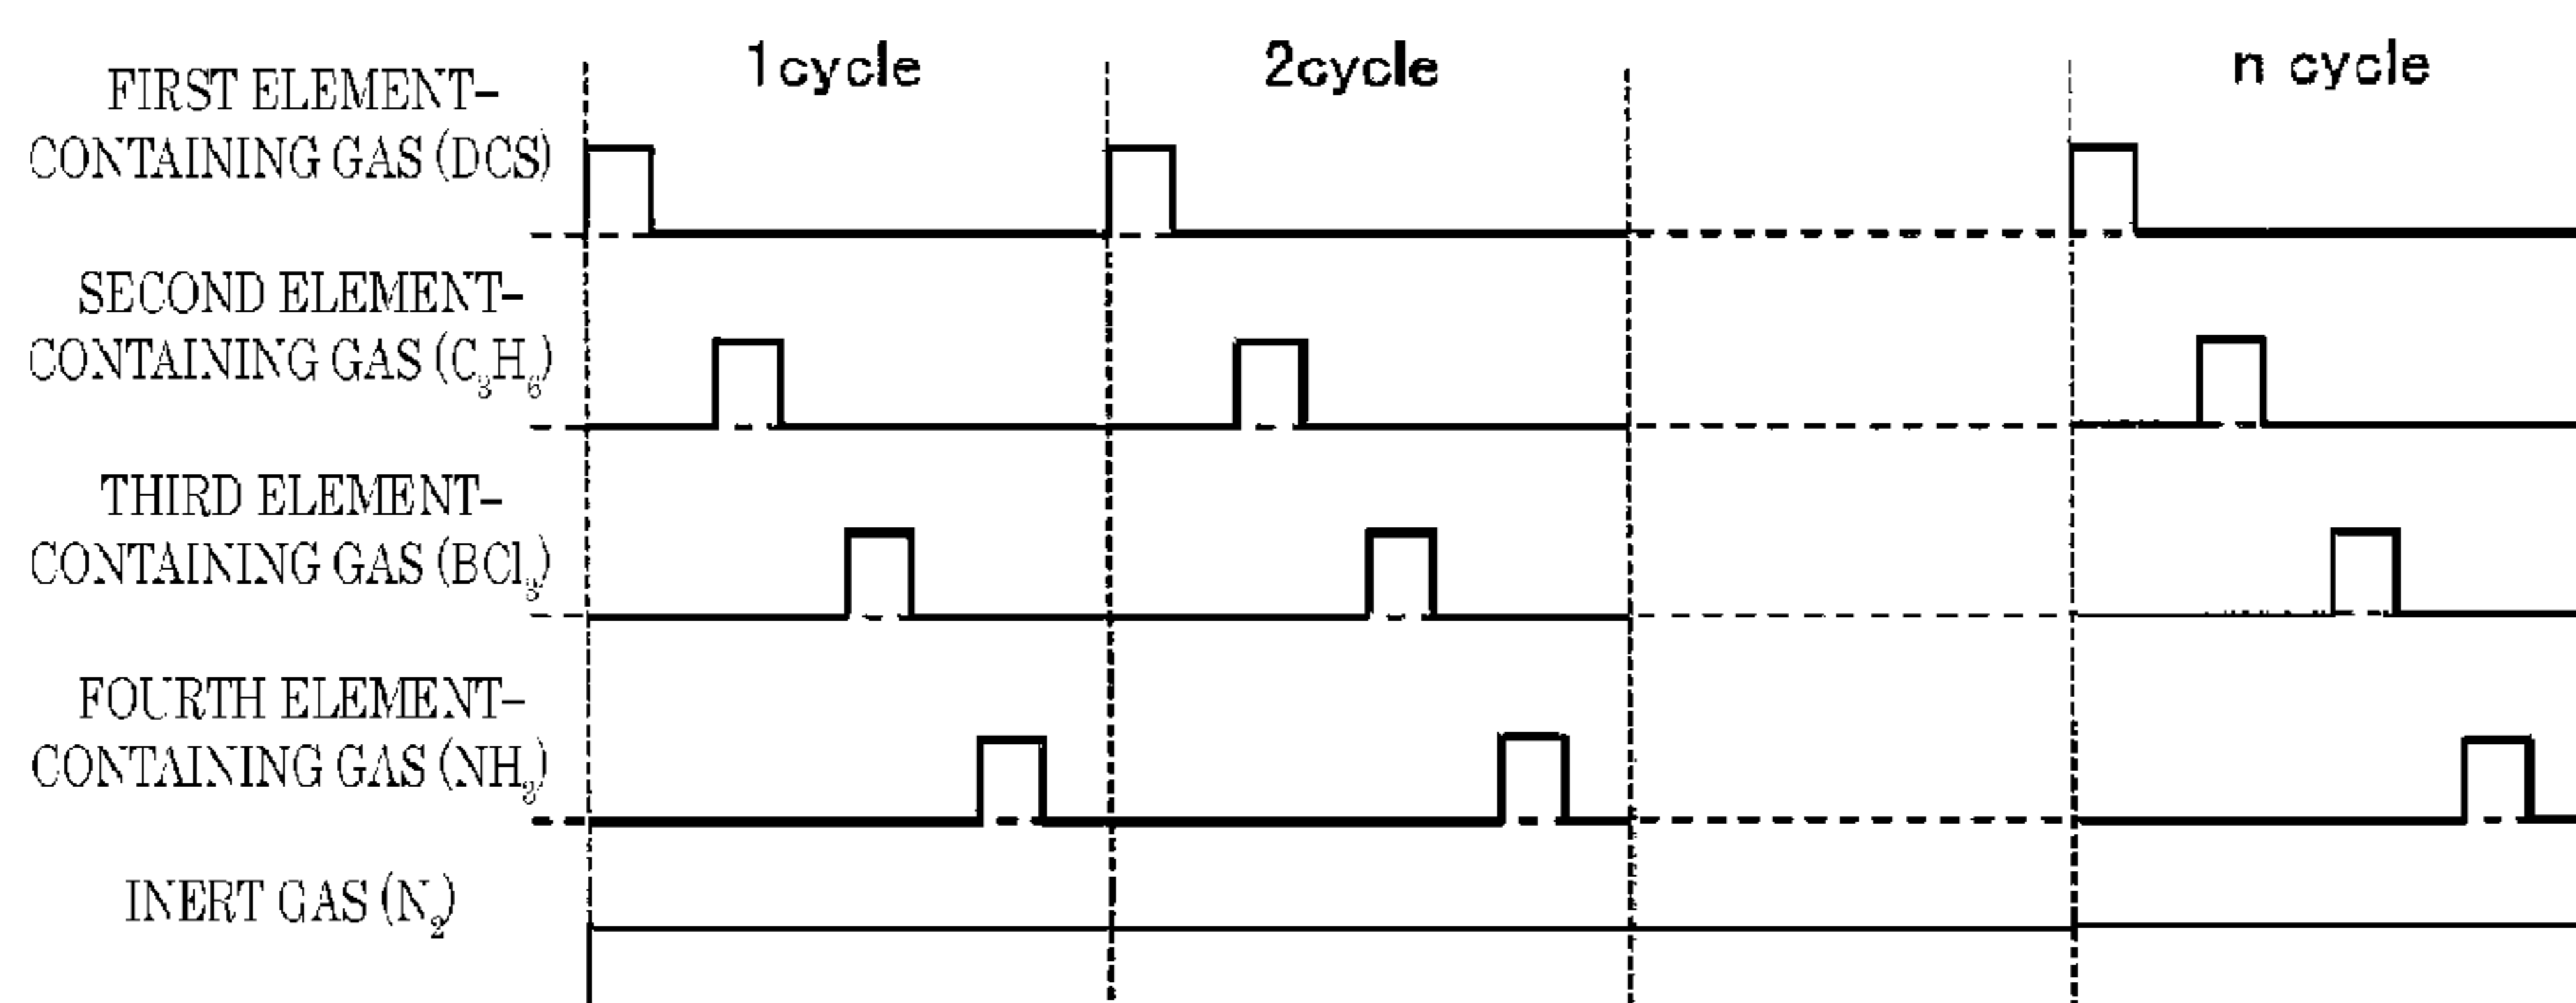 1cycle 2cycle n cycle
FIRST ELEMENT-
CONTAINING GAS (DCS)
SECOND ELEMENT-
CONTAINING GAS (C₃H₆)
THIRD ELEMENT-
CONTAINING GAS (BCl₃)
FOURTH ELEMENT-
CONTAINING GAS (NH₃)
INERT GAS (N₂)